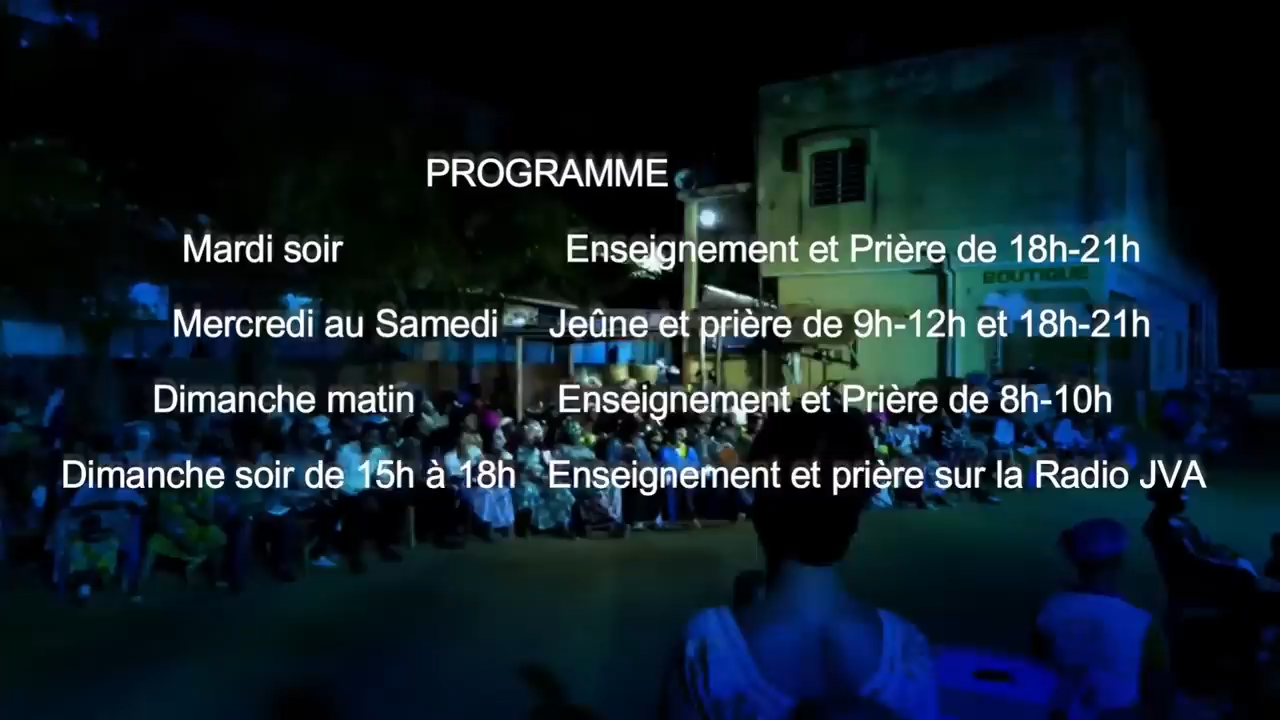 PROGRAMME
Mardi soir Enseignement et Prière de 18h-21h
BOUTIQUE
Mercredi au Samedi Jeûne et prière de 9h-12h et 18h-21h
Dimanche matin Enseignement et Prière de 8h-10h
Dimanche soir de 15h à 18h Enseignement et prière sur la Radio JVA